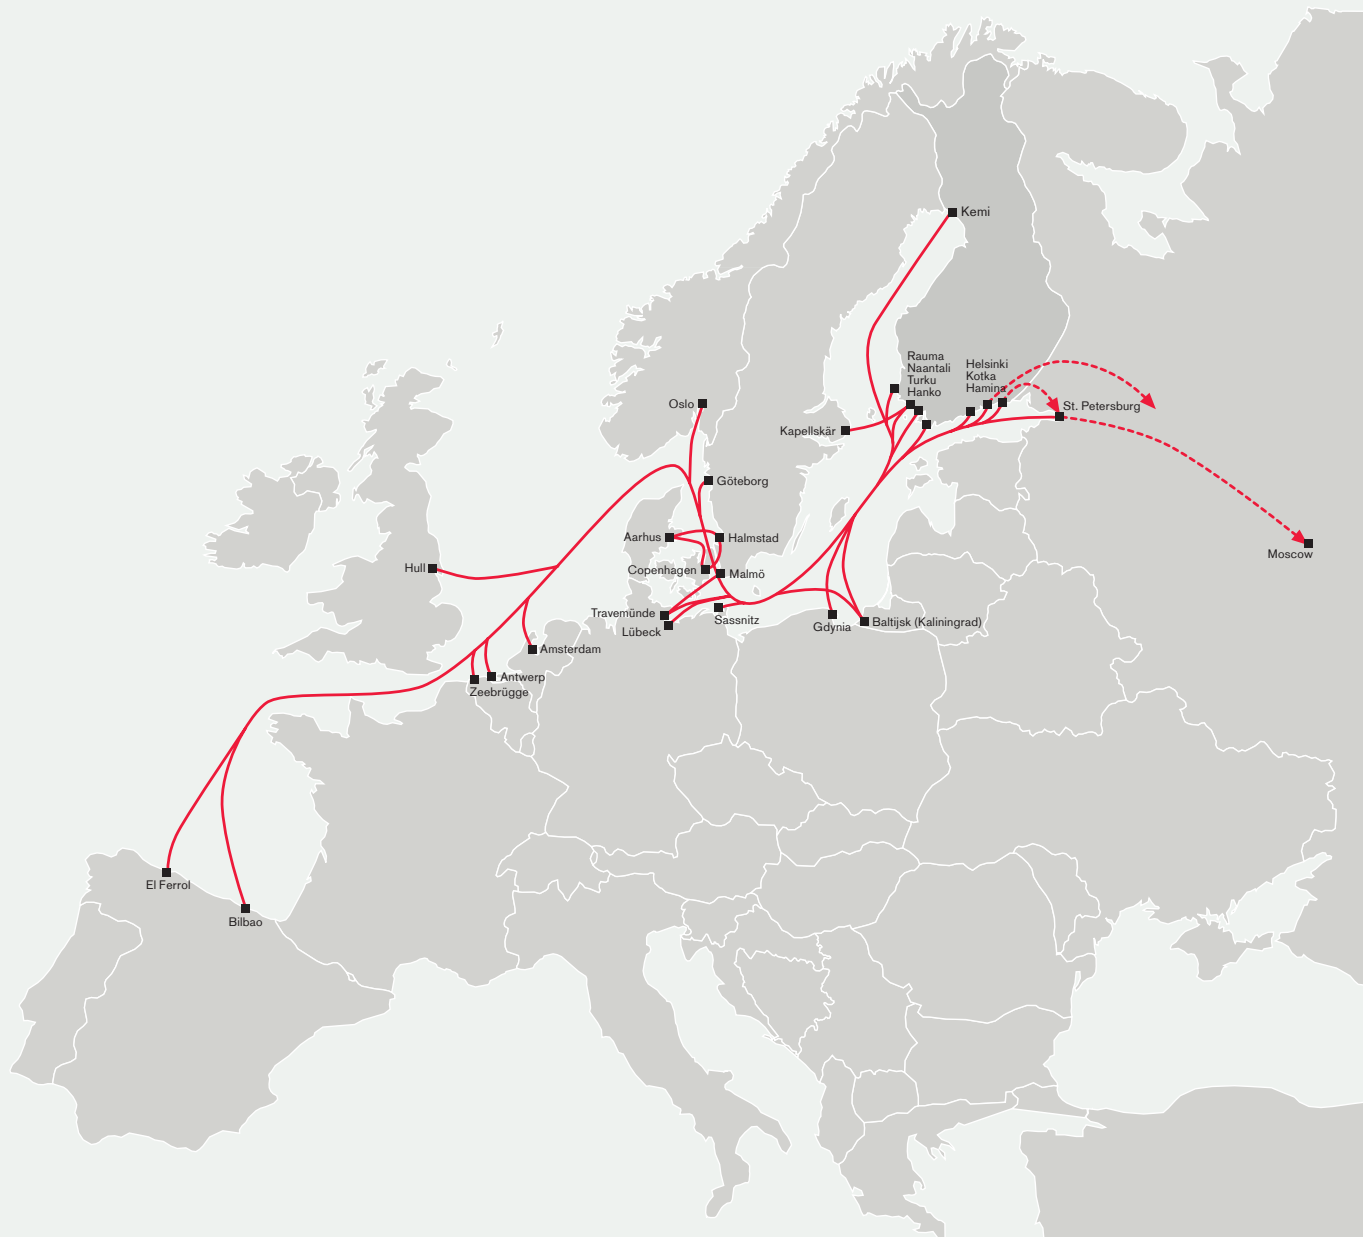 Kemi
Rauma
Naantali
Turku
Hanko
Helsinki
Kotka
Hamina
St. Petersburg
Oslo
Kapellskär
Göteborg
Aarhus
Halmstad
Moscow
Hull
Copenhagen
Malmö
Travemünde
Sassnitz
Lübeck
Gdynia
Baltijsk (Kaliningrad)
Amsterdam
Antwerp
Zeebrügge
El Ferrol
Bilbao